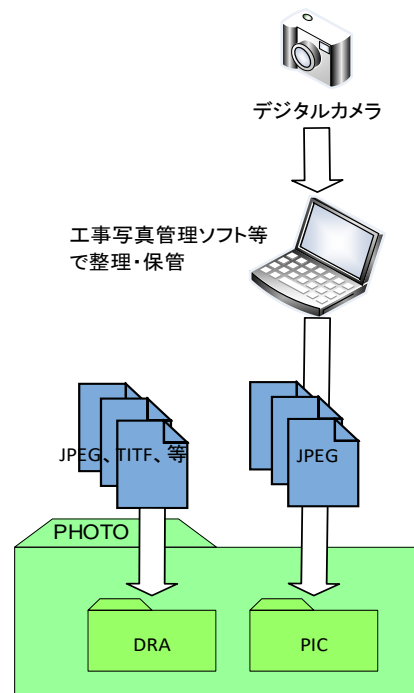 デジタルカメラ
工事写真管理ソフト等
で整理・保管
JPEG、TITF、等
JPEG
PHOTO
DRA
PIC